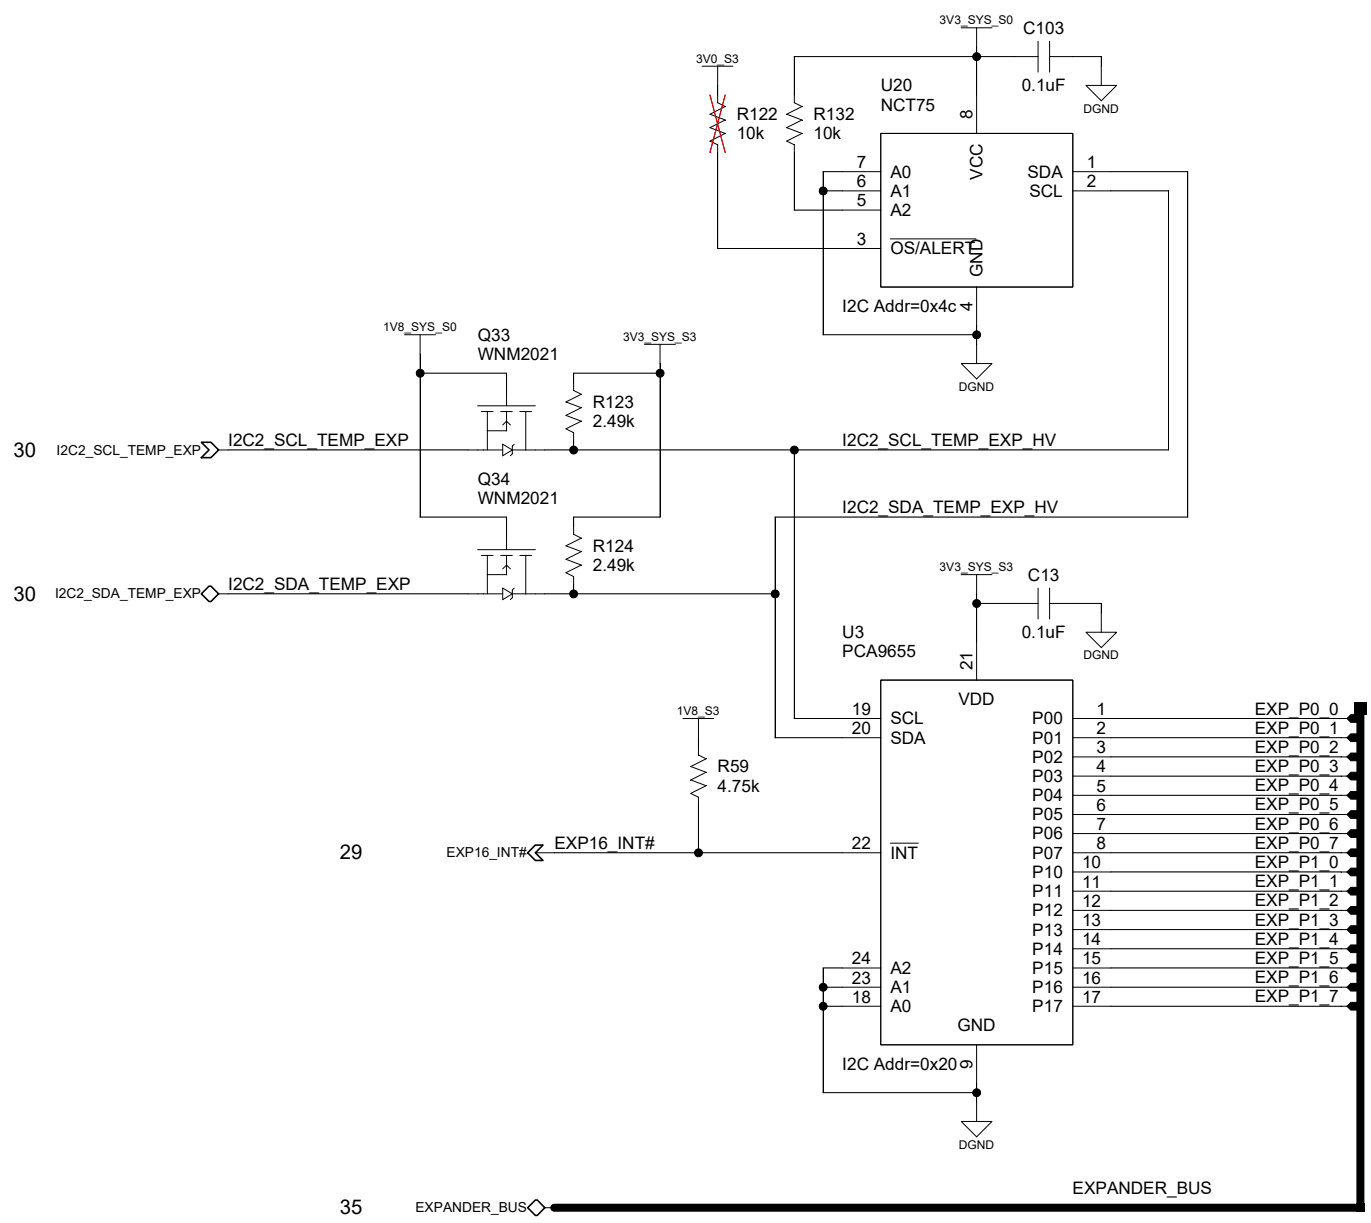 3V3_SYS_S0
C103
0.1uF
DGND
3V0_S3
R122
10k
R132
10k
U20
NCT75
8
VCC
7 A0
6 A1
5 A2
3 OS/ALERT
GND
SDA 1
SCL 2
I2C Addr=0x4c
4
DGND
1V8_SYS_S0
Q33
WNM2021
3V3_SYS_S3
R123
2.49k
30 I2C2_SCL_TEMP_EXP I2C2_SCL_TEMP_EXP
I2C2_SCL_TEMP_EXP_HV
Q34
WNM2021
I2C2_SDA_TEMP_EXP_HV
R124
2.49k
30 I2C2_SDA_TEMP_EXP I2C2_SDA_TEMP_EXP
3V3_SYS_S3
C13
0.1uF
DGND
U3
PCA9655
21
VDD
1V8_S3
R59
4.75k
19 SCL
20 SDA
29 EXP16_INT# EXP16_INT# 22 INT
24 A2
23 A1
18 A0
GND
P00 1 EXP_P0_0
P01 2 EXP_P0_1
P02 3 EXP_P0_2
P03 4 EXP_P0_3
P04 5 EXP_P0_4
P05 6 EXP_P0_5
P06 7 EXP_P0_6
P07 8 EXP_P0_7
P10 10 EXP_P1_0
P11 11 EXP_P1_1
P12 12 EXP_P1_2
P13 13 EXP_P1_3
P14 14 EXP_P1_4
P15 15 EXP_P1_5
P16 16 EXP_P1_6
P17 17 EXP_P1_7
I2C Addr=0x20
9
DGND
EXPANDER_BUS
35 EXPANDER_BUS